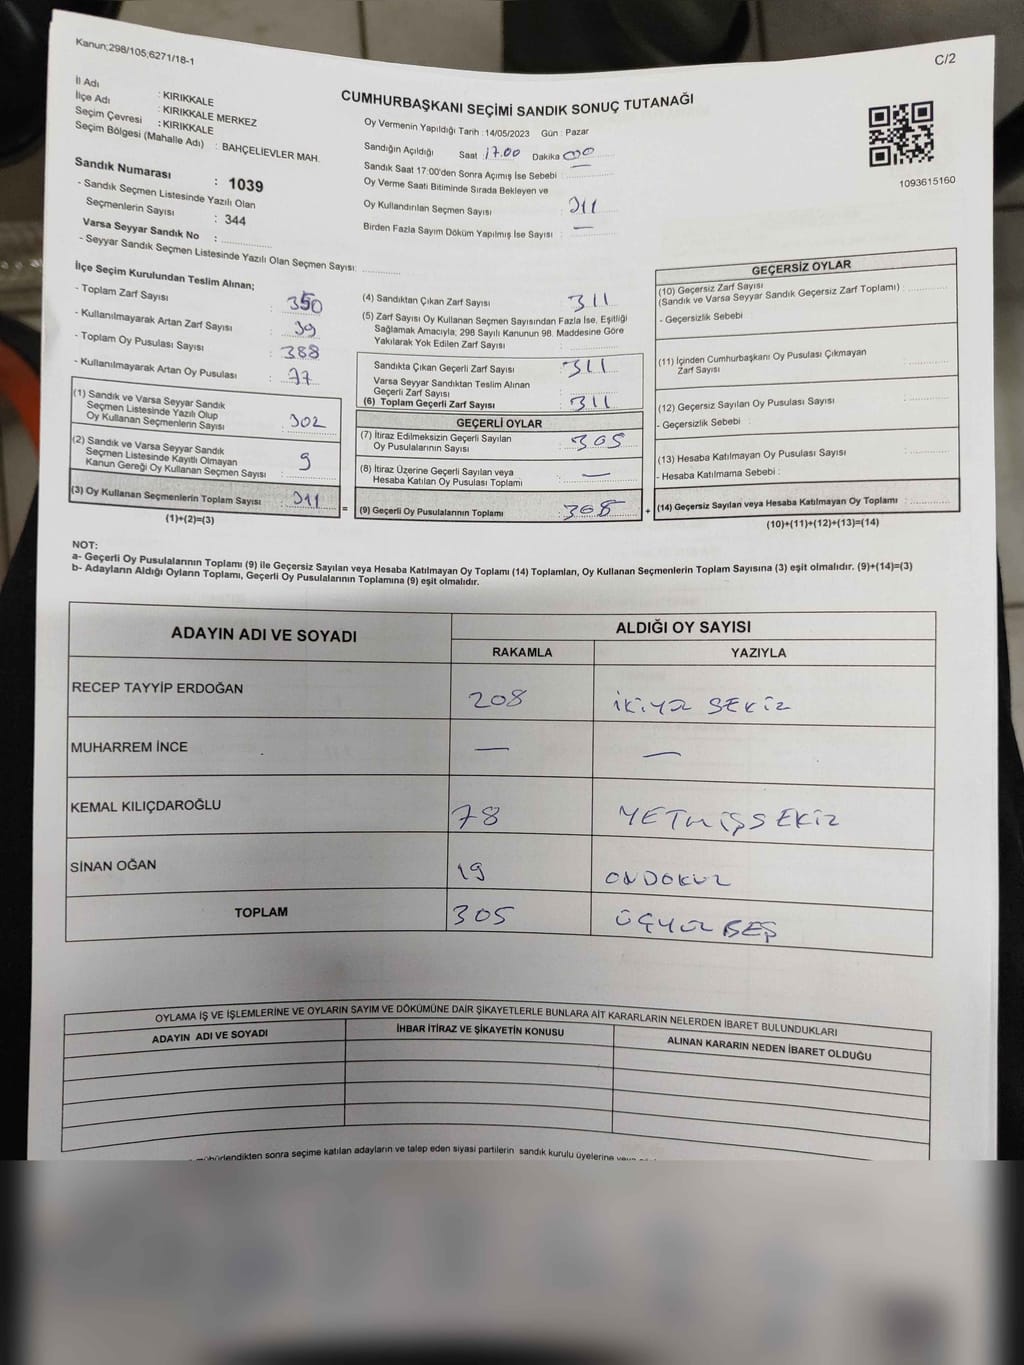 Kanun;298/105;6271/18-1
C/2
CUMHURBAŞKANI SEÇİMİ SANDIK SONUÇ TUTANAĞI
İl Adı : KIRIKKALE
İlçe Adı : KIRIKKALE MERKEZ
Seçim Çevresi : KIRIKKALE
Seçim Bölgesi (Mahalle Adı) : BAHÇELİEVLER MAH.
Sandık Numarası : 1039
- Sandık Seçmen Listesinde Yazılı Olan
Seçmenlerin Sayısı : 344
Varsa Seyyar Sandık No :
- Seyyar Sandık Seçmen Listesinde Yazılı Olan Seçmen Sayısı:
Oy Vermenin Yapıldığı Tarih :14/05/2023 Gün : Pazar
Sandığın Açıldığı Saat 17.00 Dakika 00
Sandık Saat 17:00'den Sonra Açımış İse Sebebi :
Oy Verme Saati Bitiminde Sırada Bekleyen ve
Oy Kullandırılan Seçmen Sayısı : 311
Birden Fazla Sayım Döküm Yapılmış İse Sayısı : —
1093615160
İlçe Seçim Kurulundan Teslim Alınan;
- Toplam Zarf Sayısı : 350
- Kullanılmayarak Artan Zarf Sayısı : 39
- Toplam Oy Pusulası Sayısı : 388
- Kullanılmayarak Artan Oy Pusulası : 77
(1) Sandık ve Varsa Seyyar Sandık
Seçmen Listesinde Yazılı Olup
Oy Kullanan Seçmenlerin Sayısı : 302
(2) Sandık ve Varsa Seyyar Sandık
Seçmen Listesinde Kayıtlı Olmayan
Kanun Gereği Oy Kullanan Seçmen Sayısı : 9
(3) Oy Kullanan Seçmenlerin Toplam Sayısı : 311
(1)+(2)=(3)
=
(4) Sandıktan Çıkan Zarf Sayısı : 311
(5) Zarf Sayısı Oy Kullanan Seçmen Sayısından Fazla İse, Eşitliği
Sağlamak Amacıyla; 298 Sayılı Kanunun 98. Maddesine Göre
Yakılarak Yok Edilen Zarf Sayısı :
Sandıkta Çıkan Geçerli Zarf Sayısı : 311
Varsa Seyyar Sandıktan Teslim Alınan
Geçerli Zarf Sayısı :
(6) Toplam Geçerli Zarf Sayısı : 311
GEÇERLİ OYLAR
(7) İtiraz Edilmeksizin Geçerli Sayılan
Oy Pusulalarının Sayısı : 305
(8) İtiraz Üzerine Geçerli Sayılan veya
Hesaba Katılan Oy Pusulası Toplamı : —
(9) Geçerli Oy Pusulalarının Toplamı : 305
+
GEÇERSİZ OYLAR
(10) Geçersiz Zarf Sayısı
(Sandık ve Varsa Seyyar Sandık Geçersiz Zarf Toplamı) :
- Geçersizlik Sebebi :
(11) İçinden Cumhurbaşkanı Oy Pusulası Çıkmayan
Zarf Sayısı :
(12) Geçersiz Sayılan Oy Pusulası Sayısı :
- Geçersizlik Sebebi :
(13) Hesaba Katılmayan Oy Pusulası Sayısı :
- Hesaba Katılmama Sebebi :
(14) Geçersiz Sayılan veya Hesaba Katılmayan Oy Toplamı :
(10)+(11)+(12)+(13)=(14)
NOT:
a- Geçerli Oy Pusulalarının Toplamı (9) ile Geçersiz Sayılan veya Hesaba Katılmayan Oy Toplamı (14) Toplamları, Oy Kullanan Seçmenlerin Toplam Sayısına (3) eşit olmalıdır. (9)+(14)=(3)
b- Adayların Aldığı Oyların Toplamı, Geçerli Oy Pusulalarının Toplamına (9) eşit olmalıdır.
ADAYIN ADI VE SOYADI
ALDIĞI OY SAYISI
RAKAMLA YAZIYLA
RECEP TAYYİP ERDOĞAN 208 İKİYÜZ SEKİZ
MUHARREM İNCE — —
KEMAL KILIÇDAROĞLU 78 YETMİŞSEKİZ
SİNAN OĞAN 19 ONDOKUZ
TOPLAM 305 ÜÇYÜZ BEŞ
OYLAMA İŞ VE İŞLEMLERİNE VE OYLARIN SAYIM VE DÖKÜMÜNE DAİR ŞİKAYETLERLE BUNLARA AİT KARARLARIN NELERDEN İBARET BULUNDUKLARI
ADAYIN ADI VE SOYADI
İHBAR İTİRAZ VE ŞİKAYETİN KONUSU
ALINAN KARARIN NEDEN İBARET OLDUĞU
sonra seçime katılan adayların ve talep eden siyasi partilerin sandık kurulu üyelerine